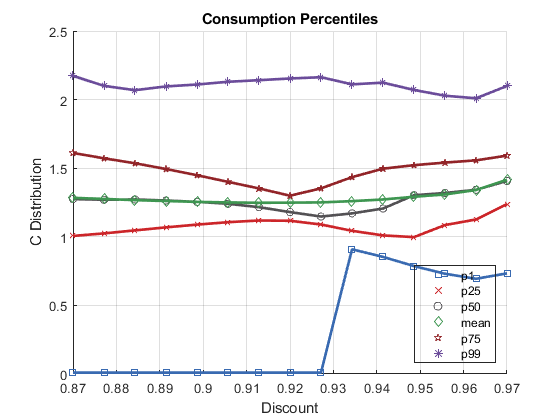 Consumption Percentiles
2.5
2
1.5
1
0.5
0
C Distribution
p1
p25
p50
mean
p75
p99
0.87 0.88 0.89 0.9 0.91 0.92 0.93 0.94 0.95 0.96 0.97
Discount